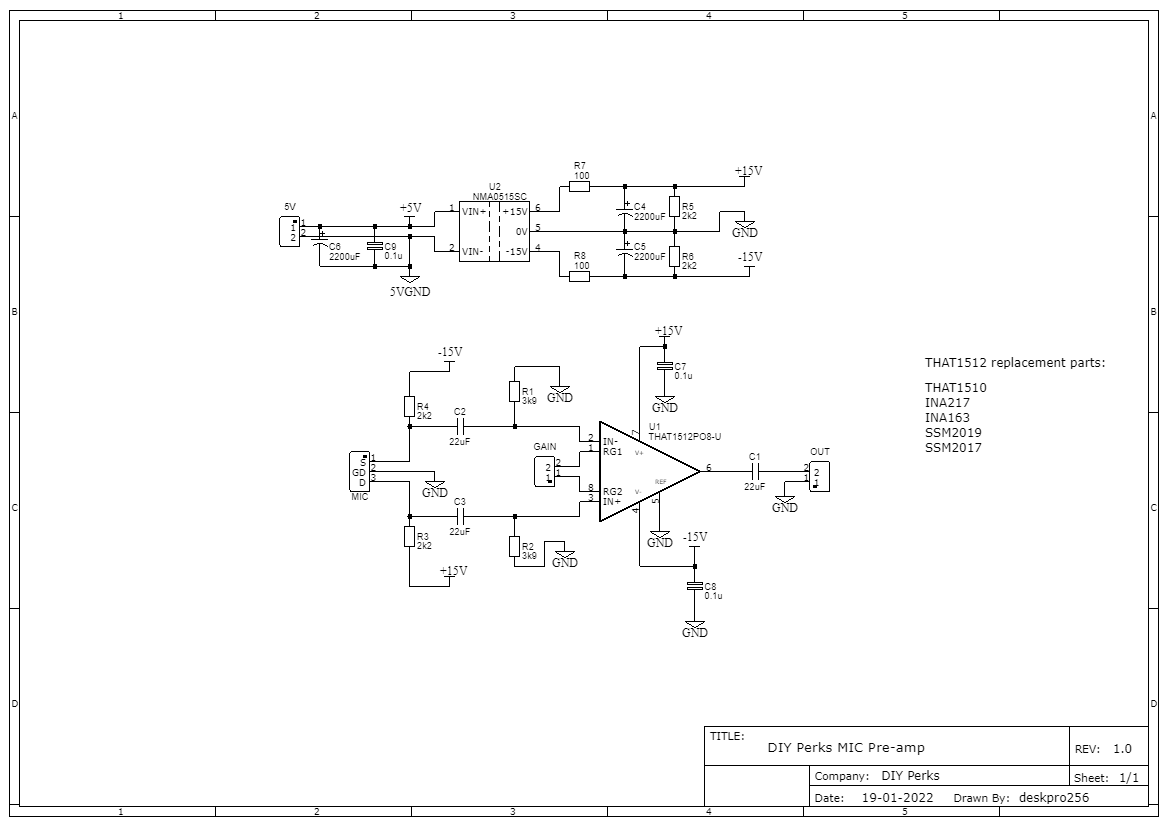 1 2 3 4 5
A A
B B
C C
D D
5V
1 1
2 2
C6
2200uF
C9
0.1u
+5V
5VGND
U2
NMA0515SC
1 VIN+ +15V 6
0V 5
2 VIN- -15V 4
R7
100
R8
100
C4
2200uF
C5
2200uF
R5
2k2
R6
2k2
+15V
GND
-15V
-15V
R4
2k2
C2
22uF
R1
3k9
GND
S 1
GD 2
D 3
MIC
GND
GAIN
2 2
1 1
C3
22uF
R3
2k2
+15V
R2
3k9
GND
+15V
C7
0.1u
GND
U1
THAT1512PO8-U
7
2 IN-
1 RG1
V+
8 RG2
3 IN+
V-
REF
4
5
6
GND
-15V
C8
0.1u
GND
C1
22uF
OUT
2 2
1 1
GND
THAT1512 replacement parts:
THAT1510
INA217
INA163
SSM2019
SSM2017
TITLE:
DIY Perks MIC Pre-amp
REV: 1.0
Company: DIY Perks
Sheet: 1/1
Date: 19-01-2022 Drawn By: deskpro256
1 2 3 4 5